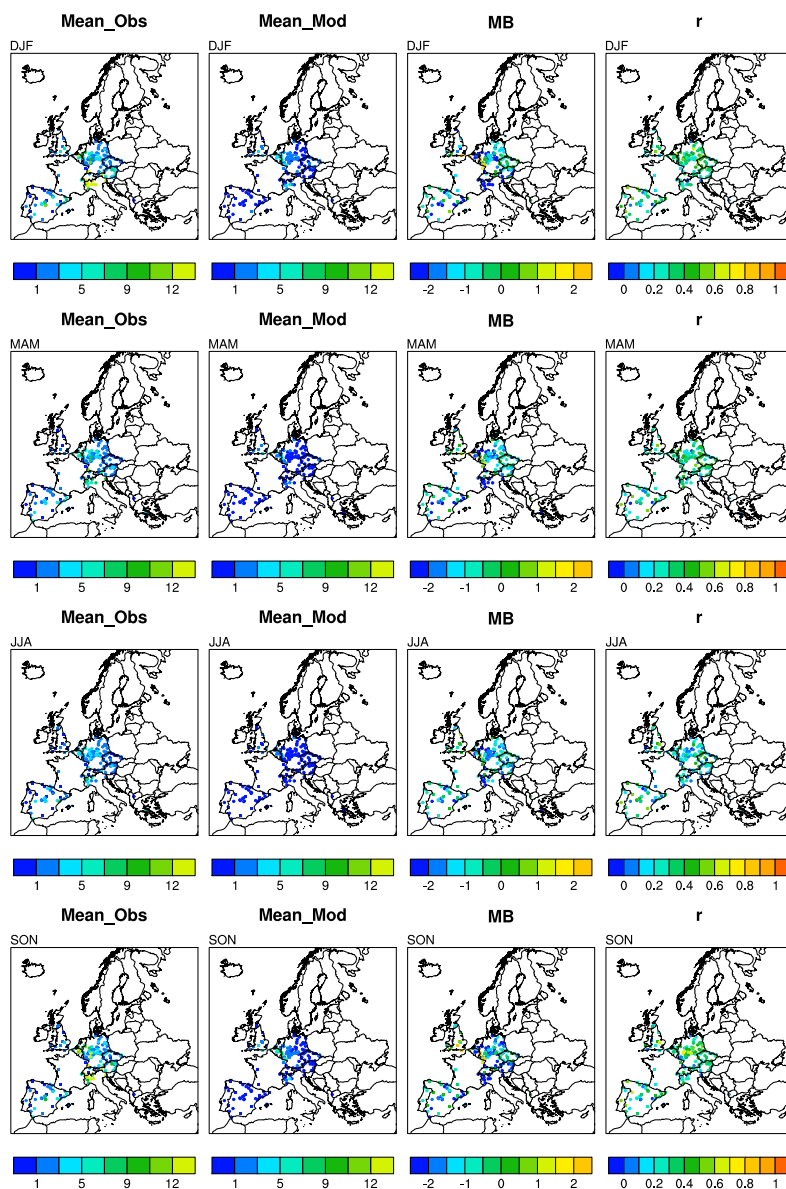 Mean_Obs Mean_Mod MB r
DJF DJF DJF DJF
1 5 9 12 1 5 9 12 -2 -1 0 1 2 0 0.2 0.4 0.6 0.8 1
Mean_Obs Mean_Mod MB r
MAM MAM MAM MAM
1 5 9 12 1 5 9 12 -2 -1 0 1 2 0 0.2 0.4 0.6 0.8 1
Mean_Obs Mean_Mod MB r
JJA JJA JJA JJA
1 5 9 12 1 5 9 12 -2 -1 0 1 2 0 0.2 0.4 0.6 0.8 1
Mean_Obs Mean_Mod MB r
SON SON SON SON
1 5 9 12 1 5 9 12 -2 -1 0 1 2 0 0.2 0.4 0.6 0.8 1